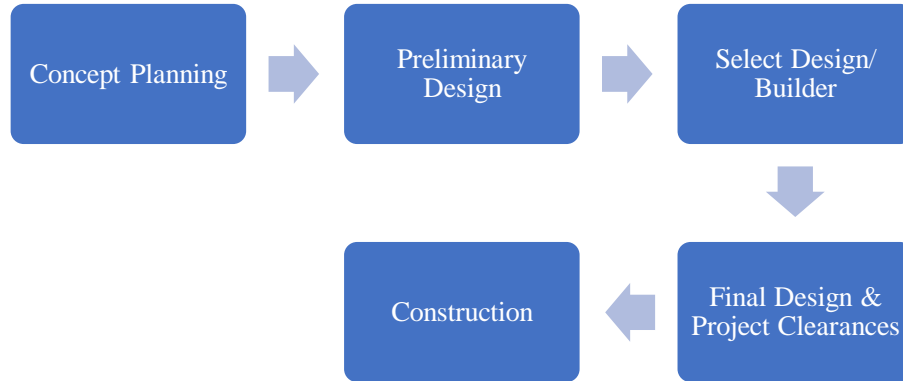 Concept Planning
Preliminary
Design
Select Design/
Builder
Final Design &
Project Clearances
Construction